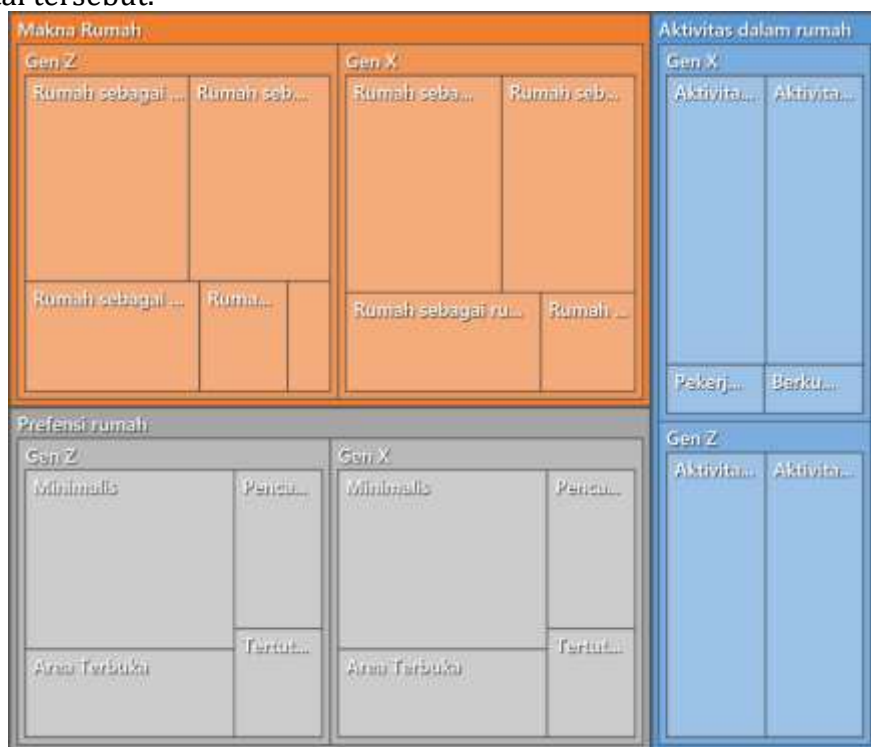 tersebut.
Makna Rumah
Gen Z
Rumah sebagai ...
Rumah seb...
Rumah sebagai ...
Ruma...
Gen X
Rumah seba...
Rumah seb...
Rumah sebagai ru...
Rumah ...
Aktivitas dalam rumah
Gen X
Aktivita...
Aktivita...
Pekerj...
Berku...
Gen Z
Aktivita...
Aktivita...
Prefensi rumah
Gen Z
Minimalis
Pencu...
Area Terbuka
Tertut...
Gen X
Minimalis
Pencu...
Area Terbuka
Tertut...